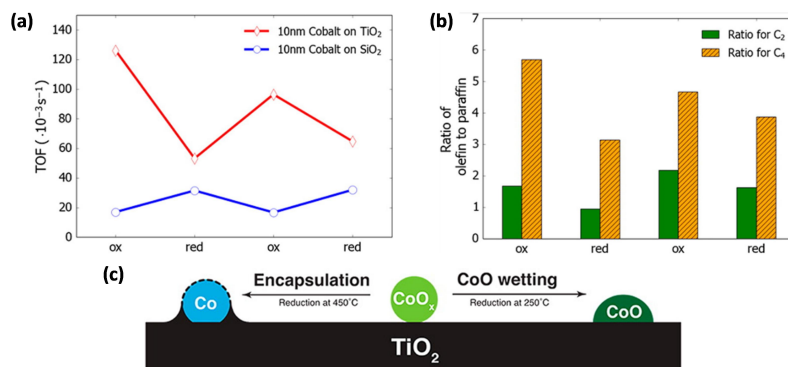 (a)
140
120
100
80
60
40
20
0
TOF (·10⁻³s⁻¹)
10nm Cobalt on TiO₂
10nm Cobalt on SiO₂
ox red ox red
(b)
7
6
5
4
3
2
1
0
Ratio of
olefin to paraffin
Ratio for C₂
Ratio for C₄
ox red ox red
(c)
Co
Encapsulation
Reduction at 450°C
CoOₓ
CoO wetting
Reduction at 250°C
CoO
TiO₂